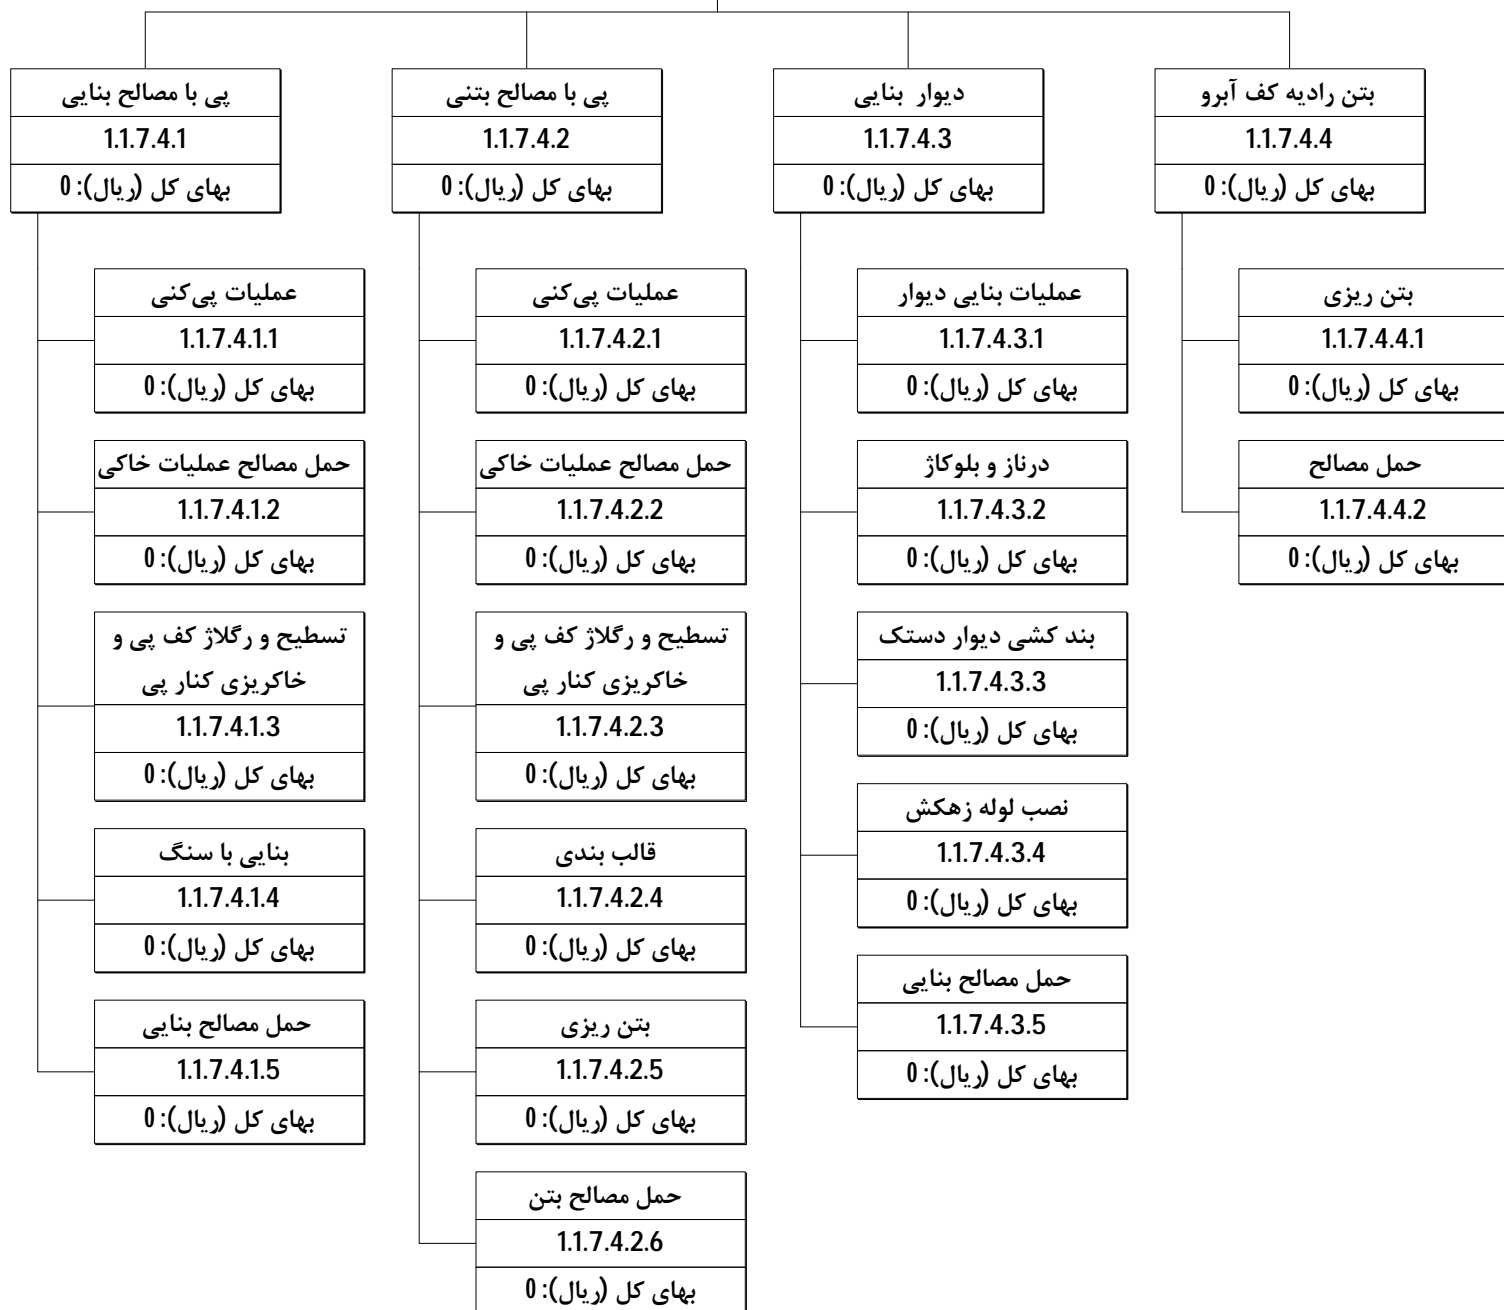 پی با مصالح بنایی
1.1.7.4.1
بهای کل (ریال): 0
عملیات پی‌کنی
1.1.7.4.1.1
بهای کل (ریال): 0
حمل مصالح عملیات خاکی
1.1.7.4.1.2
بهای کل (ریال): 0
تسطیح و رگلاژ کف پی و
خاکریزی کنار پی
1.1.7.4.1.3
بهای کل (ریال): 0
بنایی با سنگ
1.1.7.4.1.4
بهای کل (ریال): 0
حمل مصالح بنایی
1.1.7.4.1.5
بهای کل (ریال): 0
پی با مصالح بتنی
1.1.7.4.2
بهای کل (ریال): 0
عملیات پی‌کنی
1.1.7.4.2.1
بهای کل (ریال): 0
حمل مصالح عملیات خاکی
1.1.7.4.2.2
بهای کل (ریال): 0
تسطیح و رگلاژ کف پی و
خاکریزی کنار پی
1.1.7.4.2.3
بهای کل (ریال): 0
قالب بندی
1.1.7.4.2.4
بهای کل (ریال): 0
بتن ریزی
1.1.7.4.2.5
بهای کل (ریال): 0
حمل مصالح بتن
1.1.7.4.2.6
بهای کل (ریال): 0
دیوار بنایی
1.1.7.4.3
بهای کل (ریال): 0
عملیات بنایی دیوار
1.1.7.4.3.1
بهای کل (ریال): 0
درناژ و بلوکاژ
1.1.7.4.3.2
بهای کل (ریال): 0
بند کشی دیوار دستک
1.1.7.4.3.3
بهای کل (ریال): 0
نصب لوله زهکش
1.1.7.4.3.4
بهای کل (ریال): 0
حمل مصالح بنایی
1.1.7.4.3.5
بهای کل (ریال): 0
بتن رادیه کف آبرو
1.1.7.4.4
بهای کل (ریال): 0
بتن ریزی
1.1.7.4.4.1
بهای کل (ریال): 0
حمل مصالح
1.1.7.4.4.2
بهای کل (ریال): 0